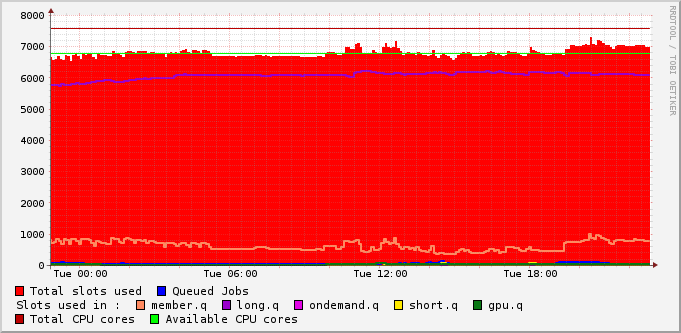 RRDTOOL / TOBI OETIKER
8000
7000
6000
5000
4000
3000
2000
1000
0
Tue 00:00 Tue 06:00 Tue 12:00 Tue 18:00
Total slots used Queued Jobs
Slots used in : member.q long.q ondemand.q short.q gpu.q
Total CPU cores Available CPU cores